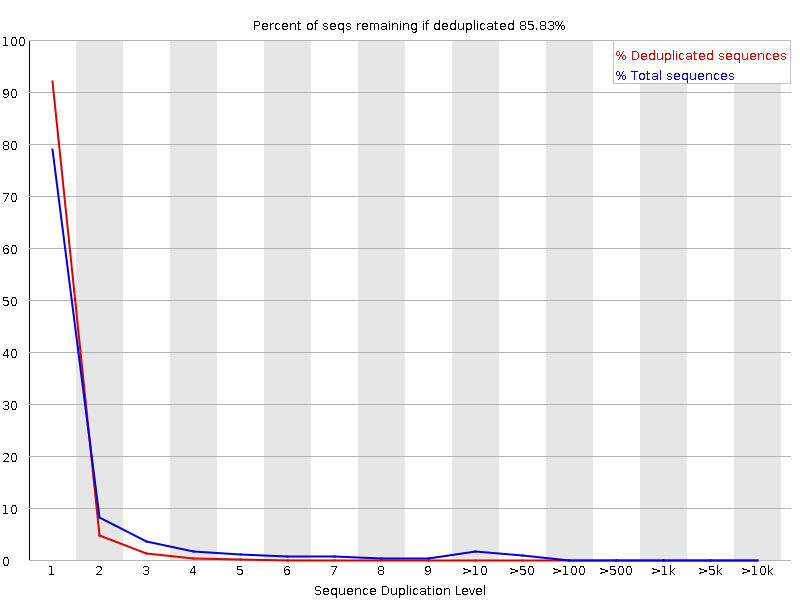 Percent of seqs remaining if deduplicated 85.83%
% Deduplicated sequences
% Total sequences
100
90
80
70
60
50
40
30
20
10
0
1 2 3 4 5 6 7 8 9 >10 >50 >100 >500 >1k >5k >10k
Sequence Duplication Level